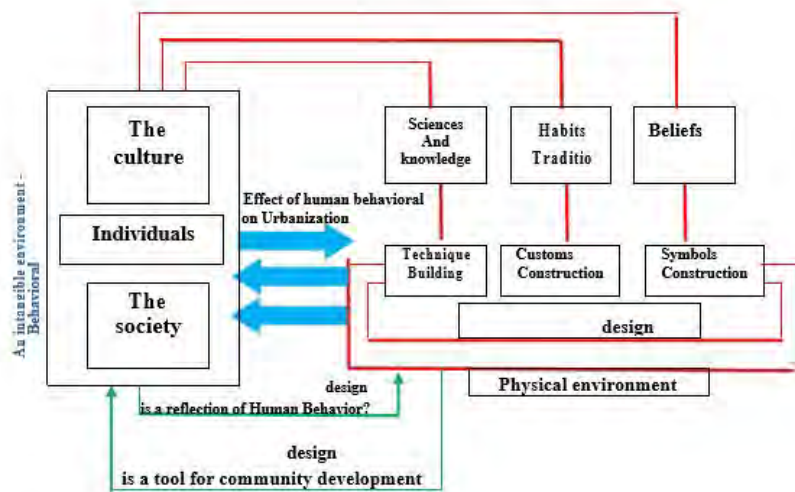 An intangible environment -
Behavioral
The
culture
Individuals
The
society
Effect of human behavioral
on Urbanization
Sciences
And
knowledge
Habits
Traditio
Beliefs
Technique
Building
Customs
Construction
Symbols
Construction
design
Physical environment
design
is a reflection of Human Behavior?
design
is a tool for community development